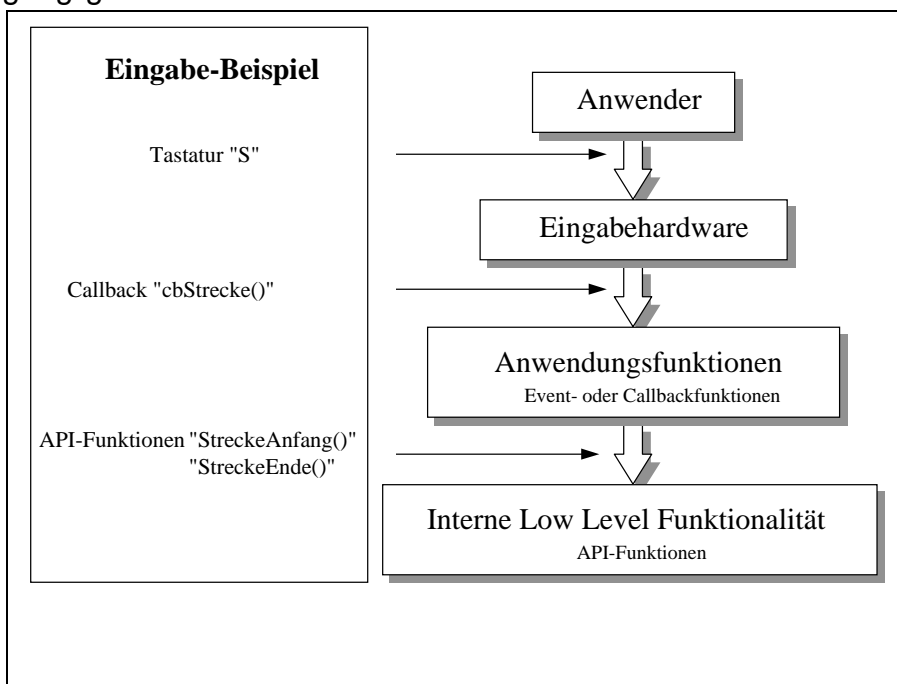 Eingabe-Beispiel
Tastatur "S"
Callback "cbStrecke()"
API-Funktionen "StreckeAnfang()"
"StreckeEnde()"
Anwender
Eingabehardware
Anwendungsfunktionen
Event- oder Callbackfunktionen
Interne Low Level Funktionalität
API-Funktionen